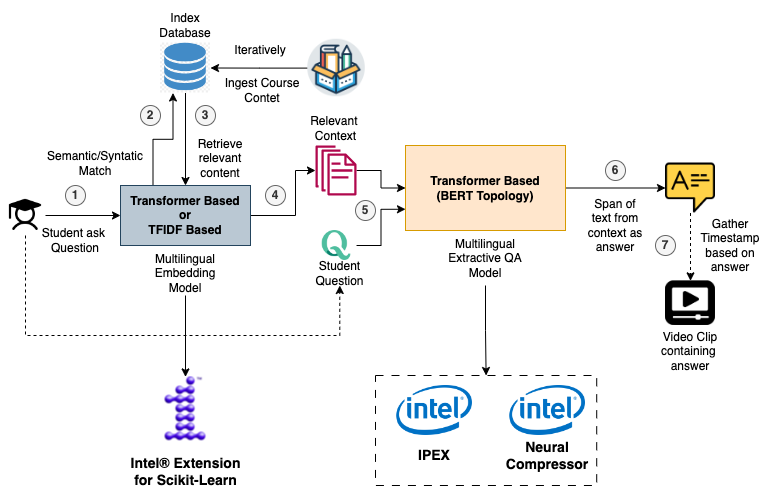 Index
Database
Iteratively
Ingest Course
Contet
2
3
Semantic/Syntatic
Match
Retrieve
relevant
content
Relevant
Context
1
Student ask
Question
Transformer Based
or
TFIDF Based
Multilingual
Embedding
Model
4
5
Q
Student
Question
Transformer Based
(BERT Topology)
Multilingual
Extractive QA
Model
6
Span of
text from
context as
answer
A
7
Gather
Timestamp
based on
answer
Video Clip
containing
answer
Intel® Extension
for Scikit-Learn
intel
IPEX
intel
Neural
Compressor